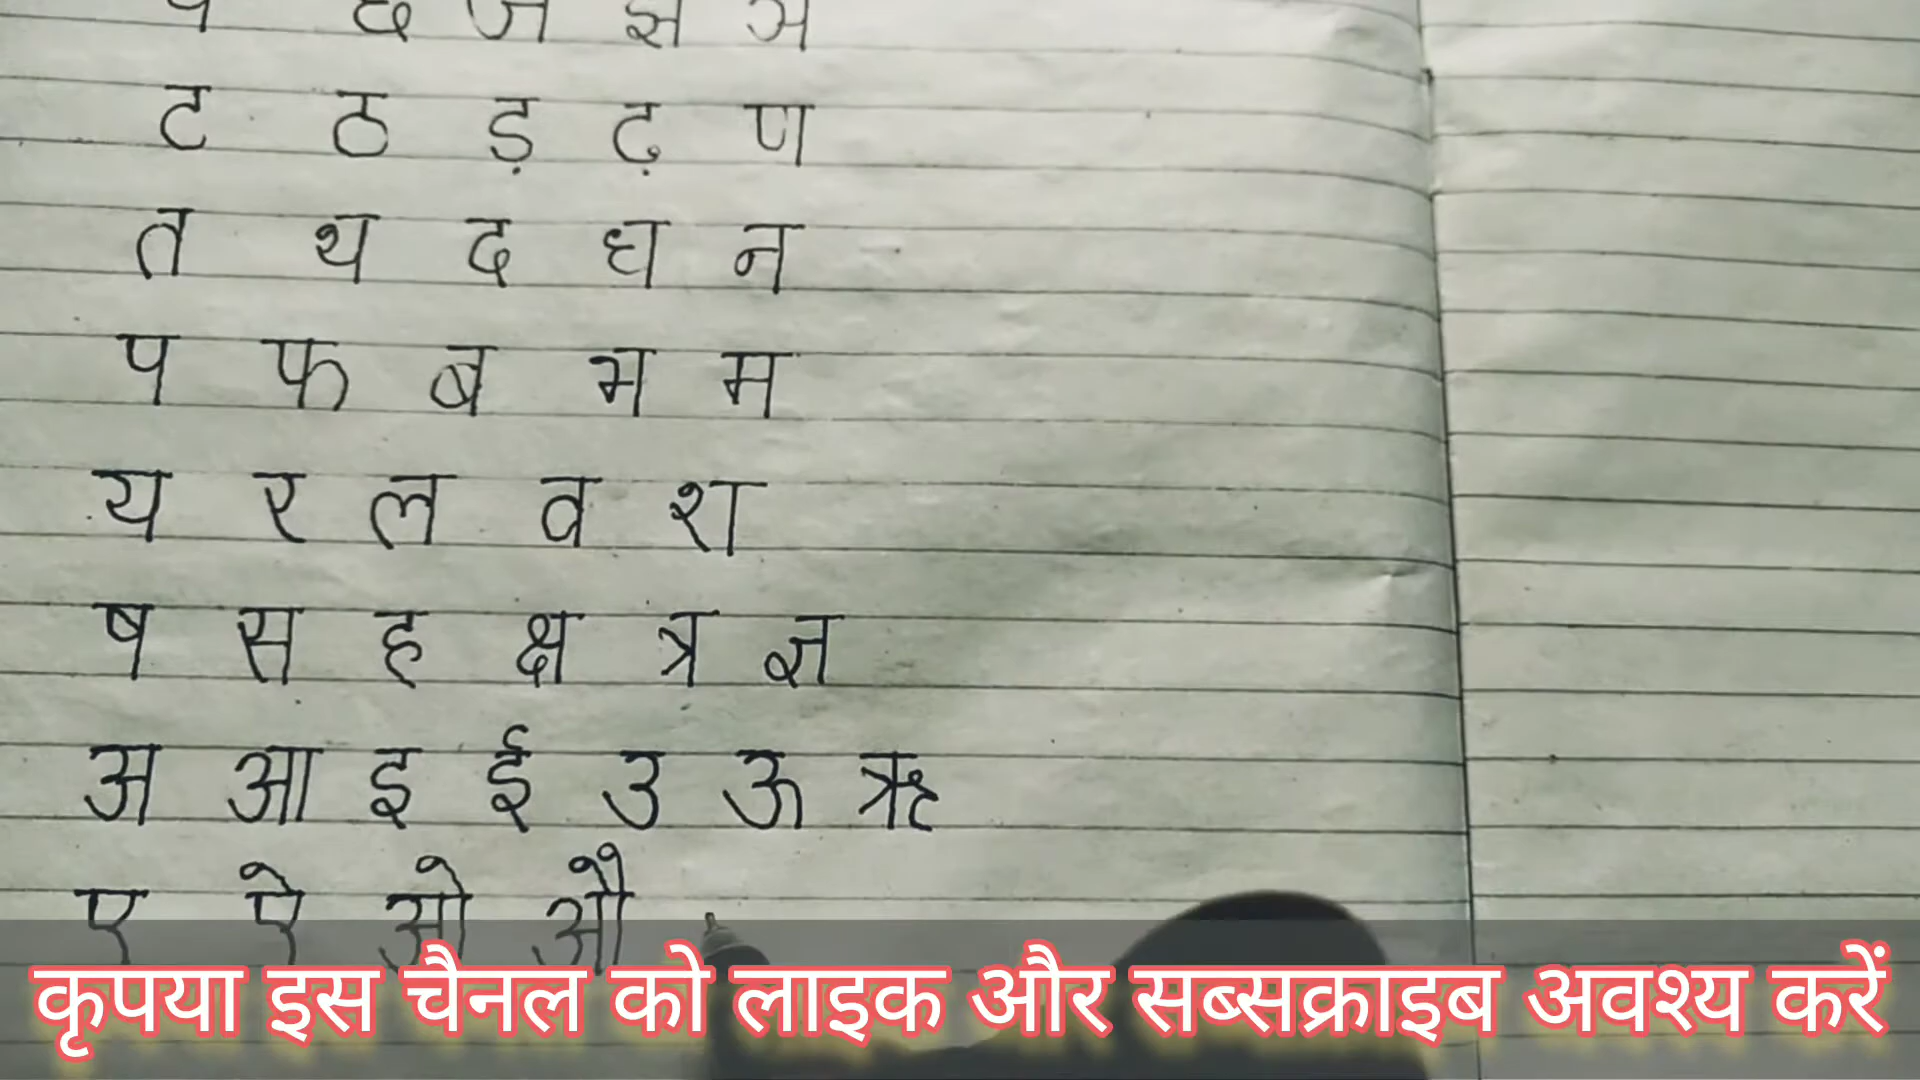 च छ ज झ ञ
ट ठ ड़ ढ़ ण
त थ द ध न
प फ ब भ म
य र ल व श
ष स ह क्ष त्र ज्ञ
अ आ इ ई उ ऊ ऋ
ए ऐ ओ औ
कृपया इस चैनल को लाइक और सब्सक्राइब अवश्य करें